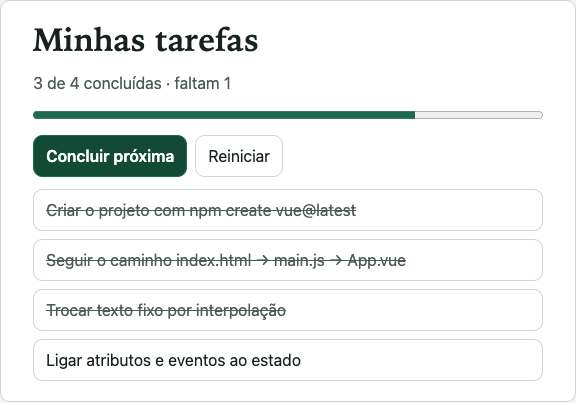 Minhas tarefas
3 de 4 concluídas · faltam 1
Concluir próxima
Reiniciar
Criar o projeto com npm create vue@latest
Seguir o caminho index.html → main.js → App.vue
Trocar texto fixo por interpolação
Ligar atributos e eventos ao estado